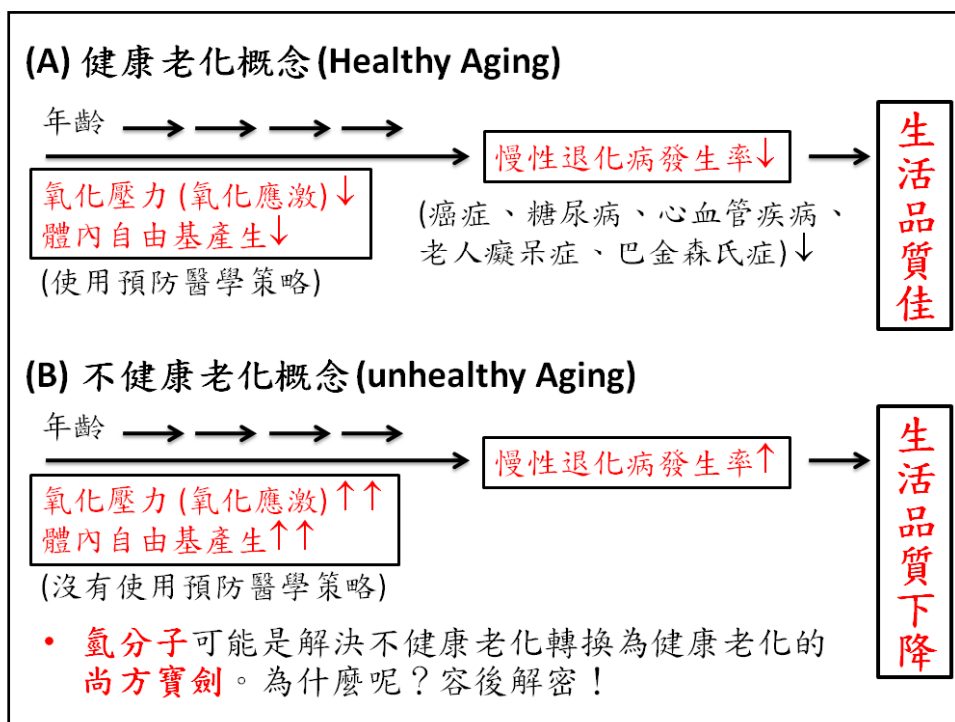 (A) 健康老化概念(Healthy Aging)
年齡
氧化壓力(氧化應激)↓
體內自由基產生↓
(使用預防醫學策略)
慢性退化病發生率↓
(癌症、糖尿病、心血管疾病、
老人癡呆症、巴金森氏症)↓
生活品質佳
(B) 不健康老化概念(unhealthy Aging)
年齡
氧化壓力(氧化應激)↑↑
體內自由基產生↑↑
(沒有使用預防醫學策略)
慢性退化病發生率↑
生活品質下降
• 氫分子可能是解決不健康老化轉換為健康老化的
尚方寶劍。為什麼呢?容後解密!